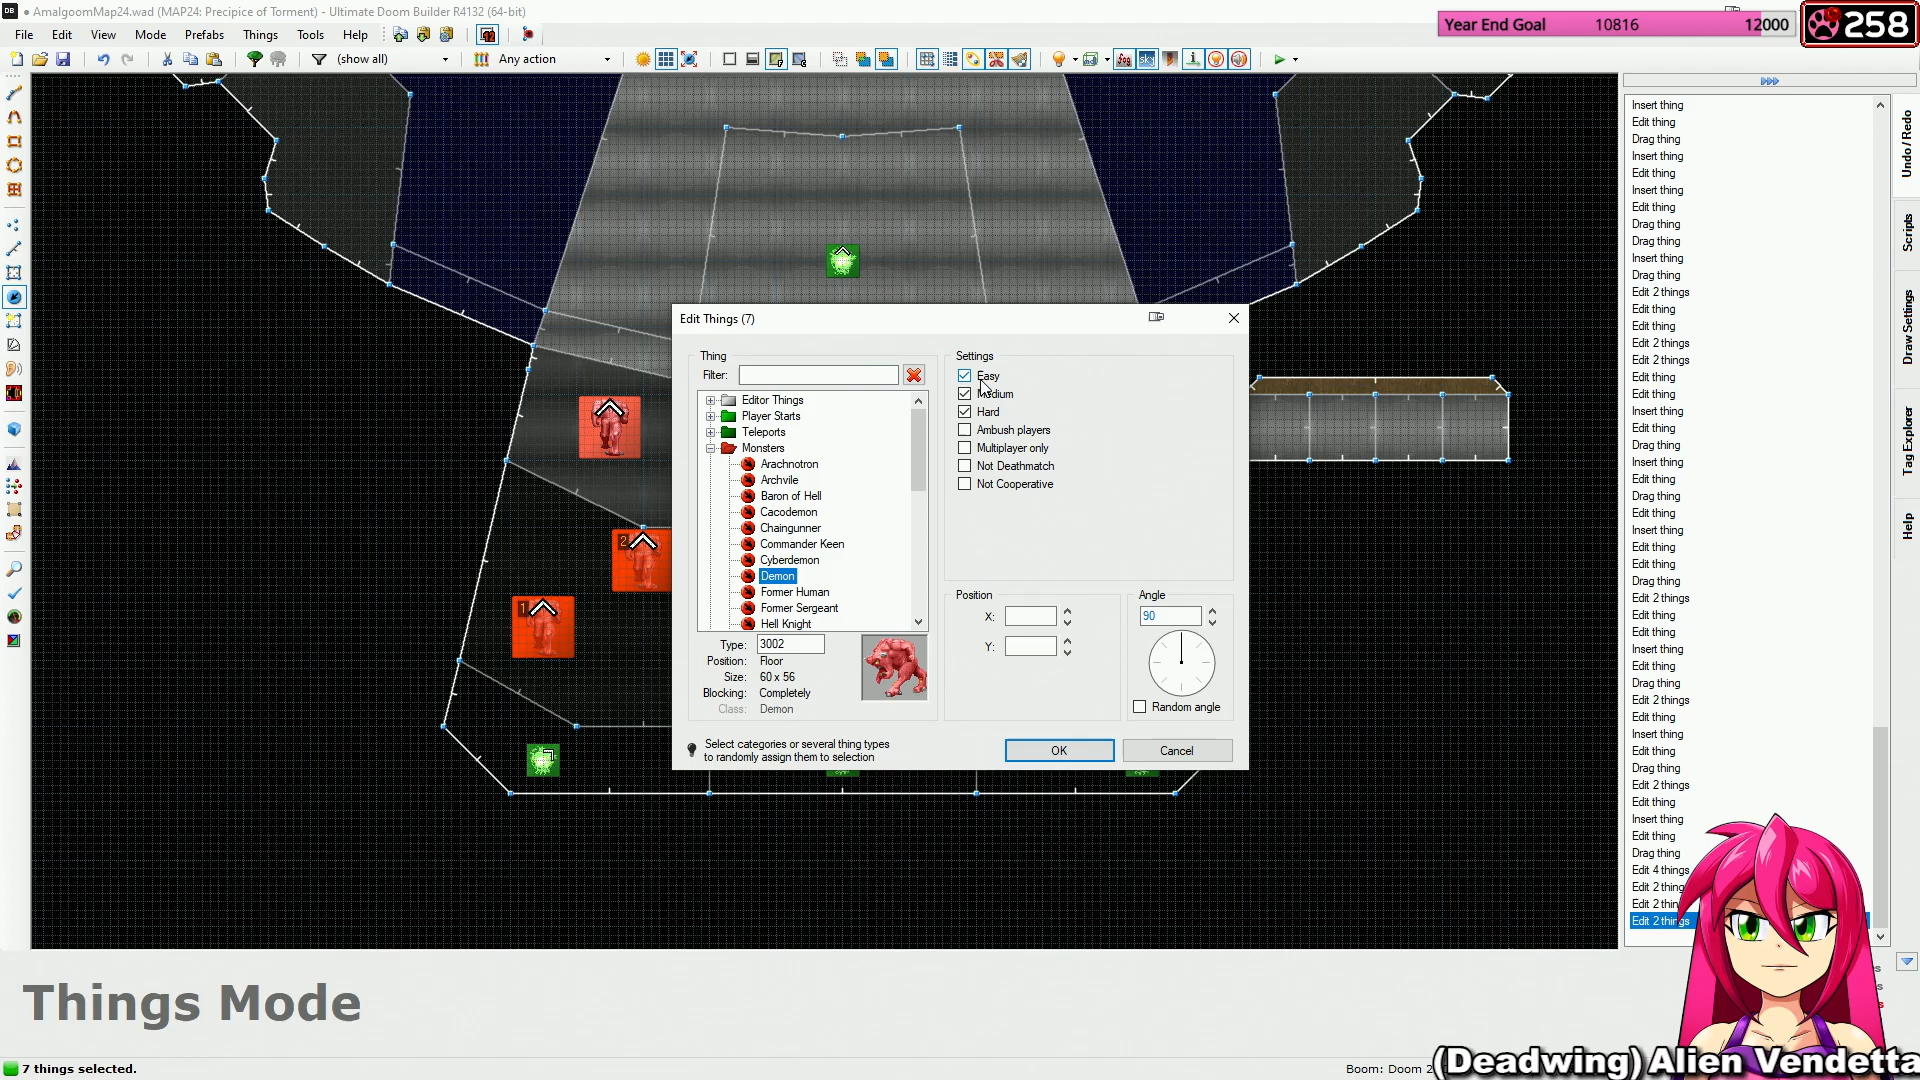 AmalgoomMap24.wad (MAP24: Precipice of Torment) - Ultimate Doom Builder R4132 (64-bit)
Year End Goal 10816 12000
258
File Edit View Mode Prefabs Things Tools Help
(show all)
Any action
Insert thing
Edit thing
Drag thing
Insert thing
Edit thing
Insert thing
Edit thing
Drag thing
Drag thing
Insert thing
Drag thing
Edit 2 things
Edit thing
Edit thing
Edit 2 things
Edit 2 things
Edit thing
Edit thing
Insert thing
Edit thing
Drag thing
Insert thing
Edit thing
Drag thing
Edit thing
Insert thing
Edit thing
Edit thing
Drag thing
Edit 2 things
Edit thing
Edit thing
Insert thing
Edit thing
Drag thing
Edit 2 things
Edit thing
Insert thing
Edit thing
Drag thing
Edit 2 things
Edit thing
Insert thing
Edit thing
Drag thing
Edit 4 things
Edit 2 thing
Edit 2 thin
Edit 2 things
Undo / Redo
Scripts
Draw Settings
Tag Explorer
Help
Edit Things (7)
Thing
Filter:
Editor Things
Player Starts
Teleports
Monsters
Arachnotron
Archvile
Baron of Hell
Cacodemon
Chaingunner
Commander Keen
Cyberdemon
Demon
Former Human
Former Sergeant
Hell Knight
Type: 3002
Position: Floor
Size: 60 x 56
Blocking: Completely
Class: Demon
Settings
Easy
Medium
Hard
Ambush players
Multiplayer only
Not Deathmatch
Not Cooperative
Position
X:
Y:
Angle
90
Random angle
Select categories or several thing types
to randomly assign them to selection
OK
Cancel
2
1
Things Mode
7 things selected.
Boom: Doom 2
(Deadwing) Alien Vendetta